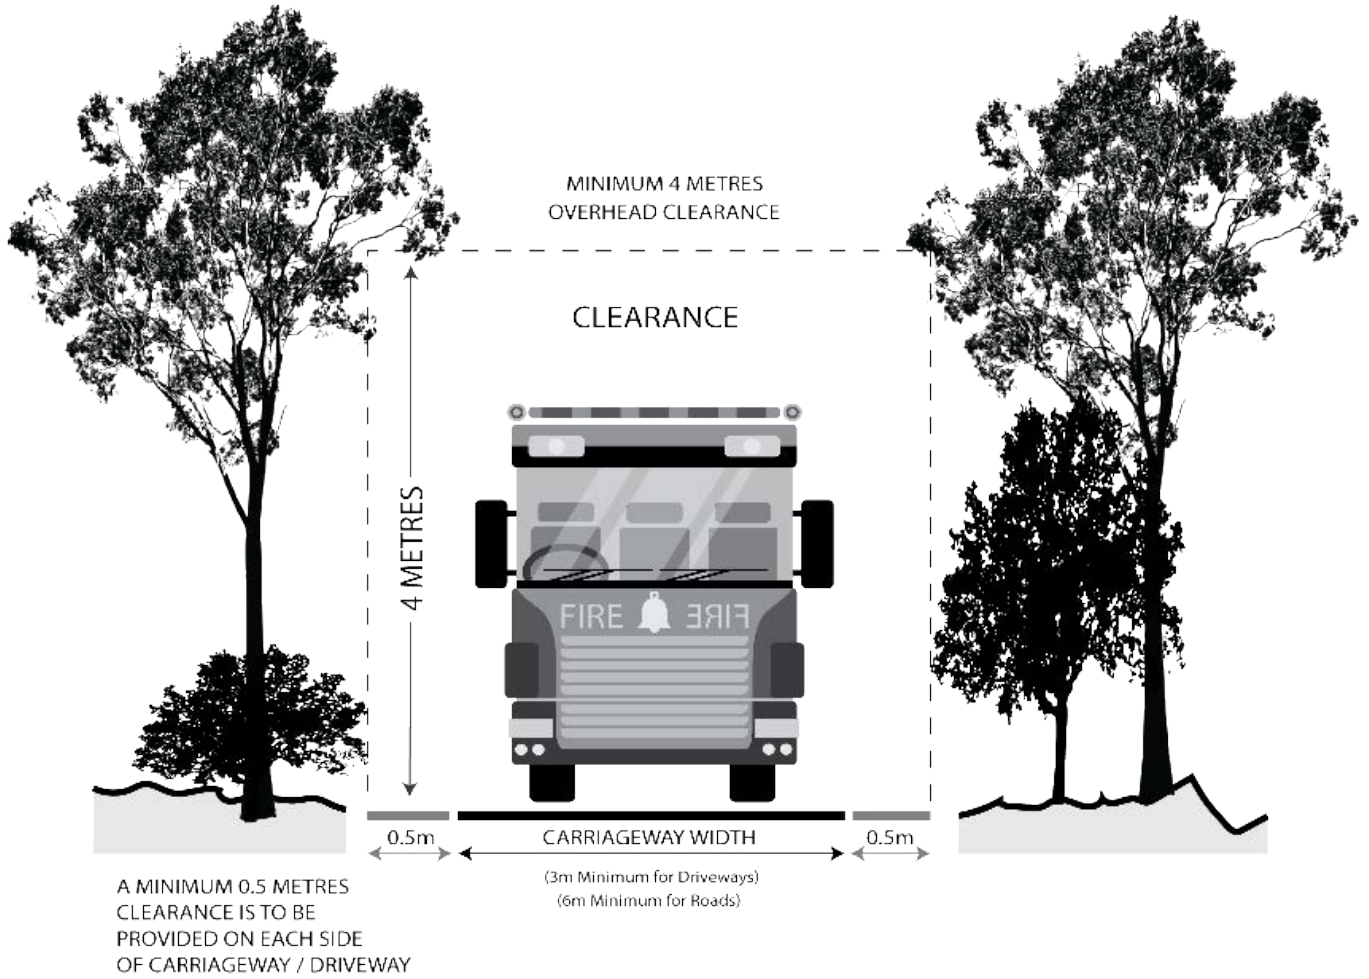 MINIMUM 4 METRES
OVERHEAD CLEARANCE
CLEARANCE
4 METRES
FIRE FIRE
0.5m
CARRIAGEWAY WIDTH
0.5m
(3m Minimum for Driveways)
(6m Minimum for Roads)
A MINIMUM 0.5 METRES
CLEARANCE IS TO BE
PROVIDED ON EACH SIDE
OF CARRIAGEWAY / DRIVEWAY